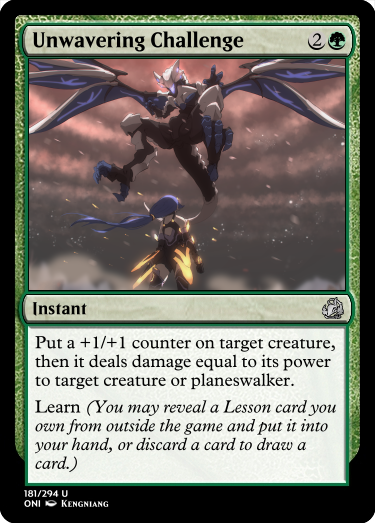 Unwavering Challenge 2
Instant
Put a +1/+1 counter on target creature,
then it deals damage equal to its power
to target creature or planeswalker.
Learn (You may reveal a Lesson card you
own from outside the game and put it into
your hand, or discard a card to draw a
card.)
181/294 U
ONI Kengniang